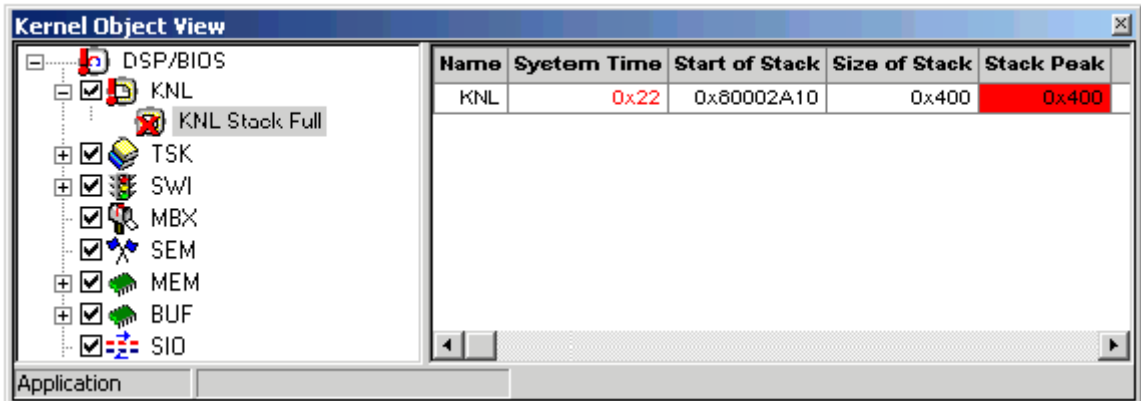 Kernel Object View
DSP/BIOS
KNL
KNL Stack Full
TSK
SWI
MBX
SEM
MEM
BUF
SIO
Name System Time Start of Stack Size of Stack Stack Peak
KNL 0x22 0x80002A10 0x400 0x400
Application